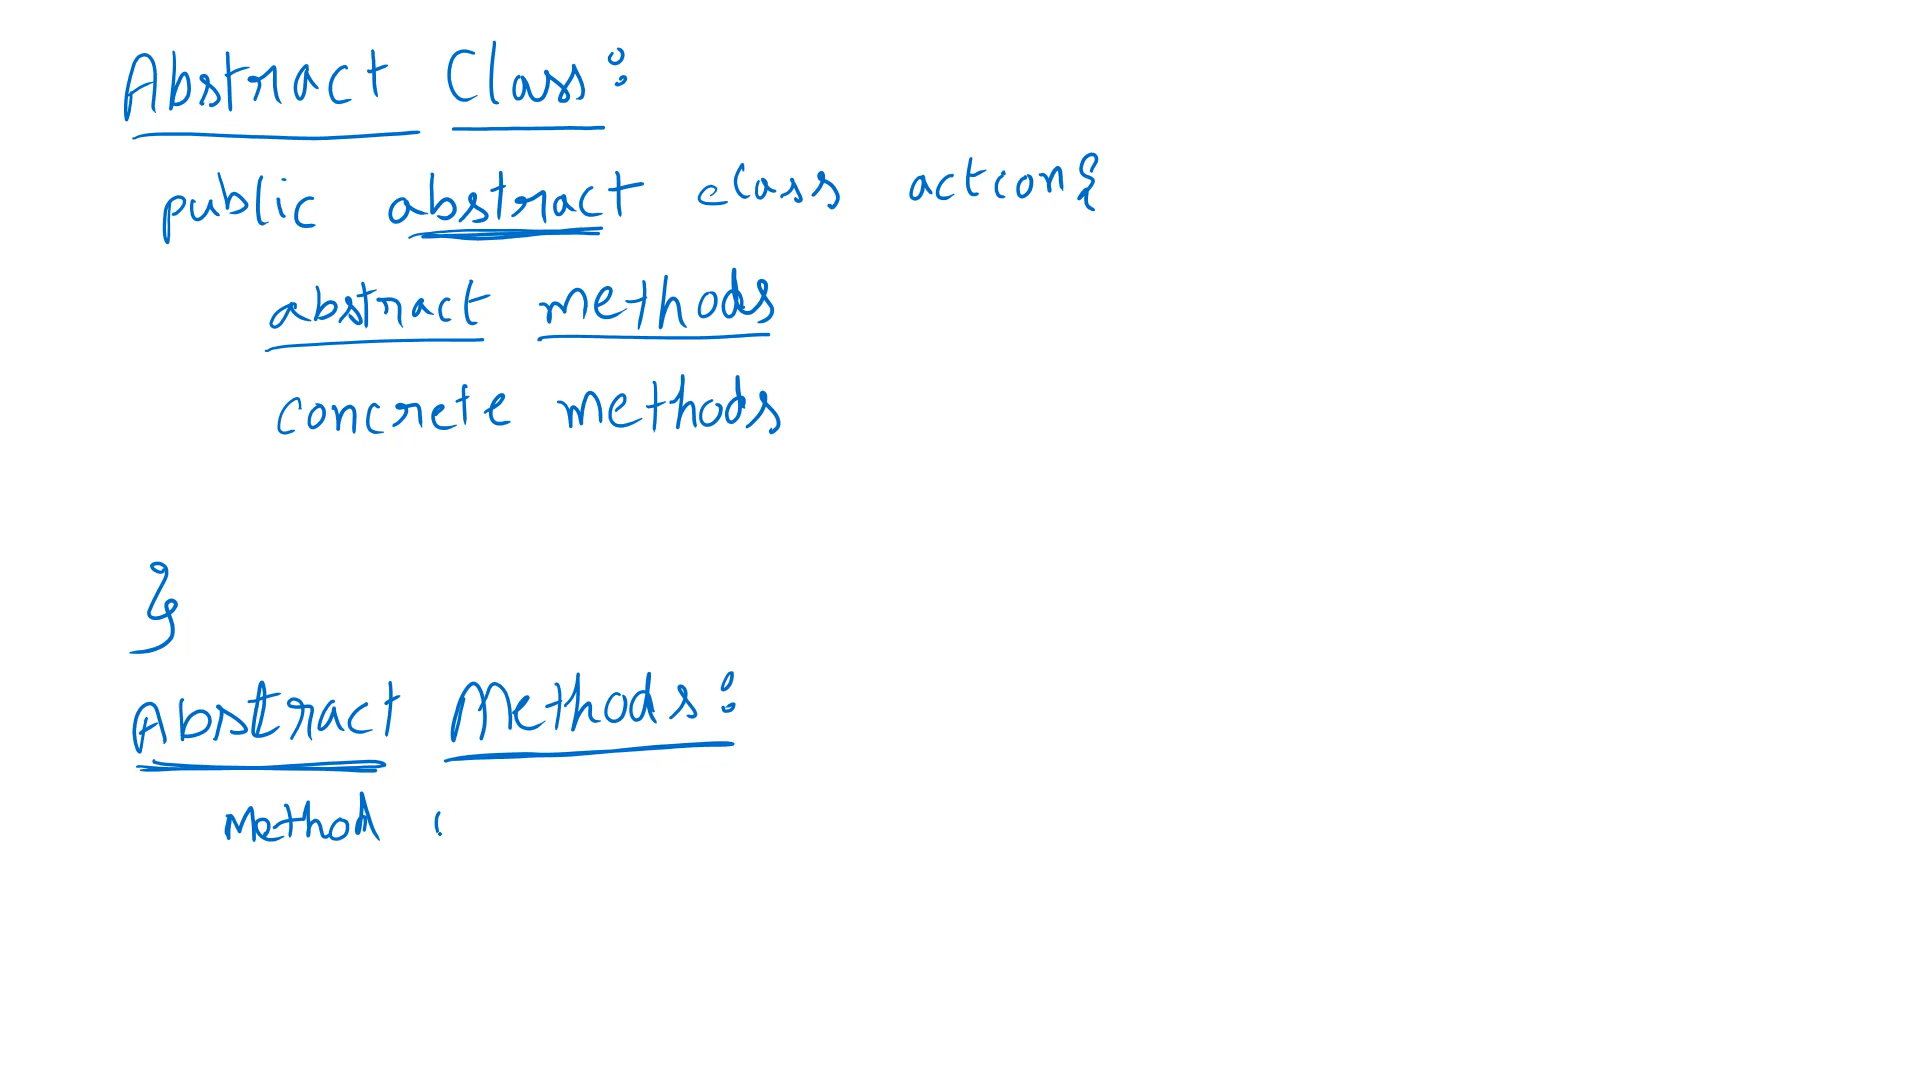 Abstract Class:
public abstract class action{
abstract methods
concrete methods
}
Abstract Methods:
Method